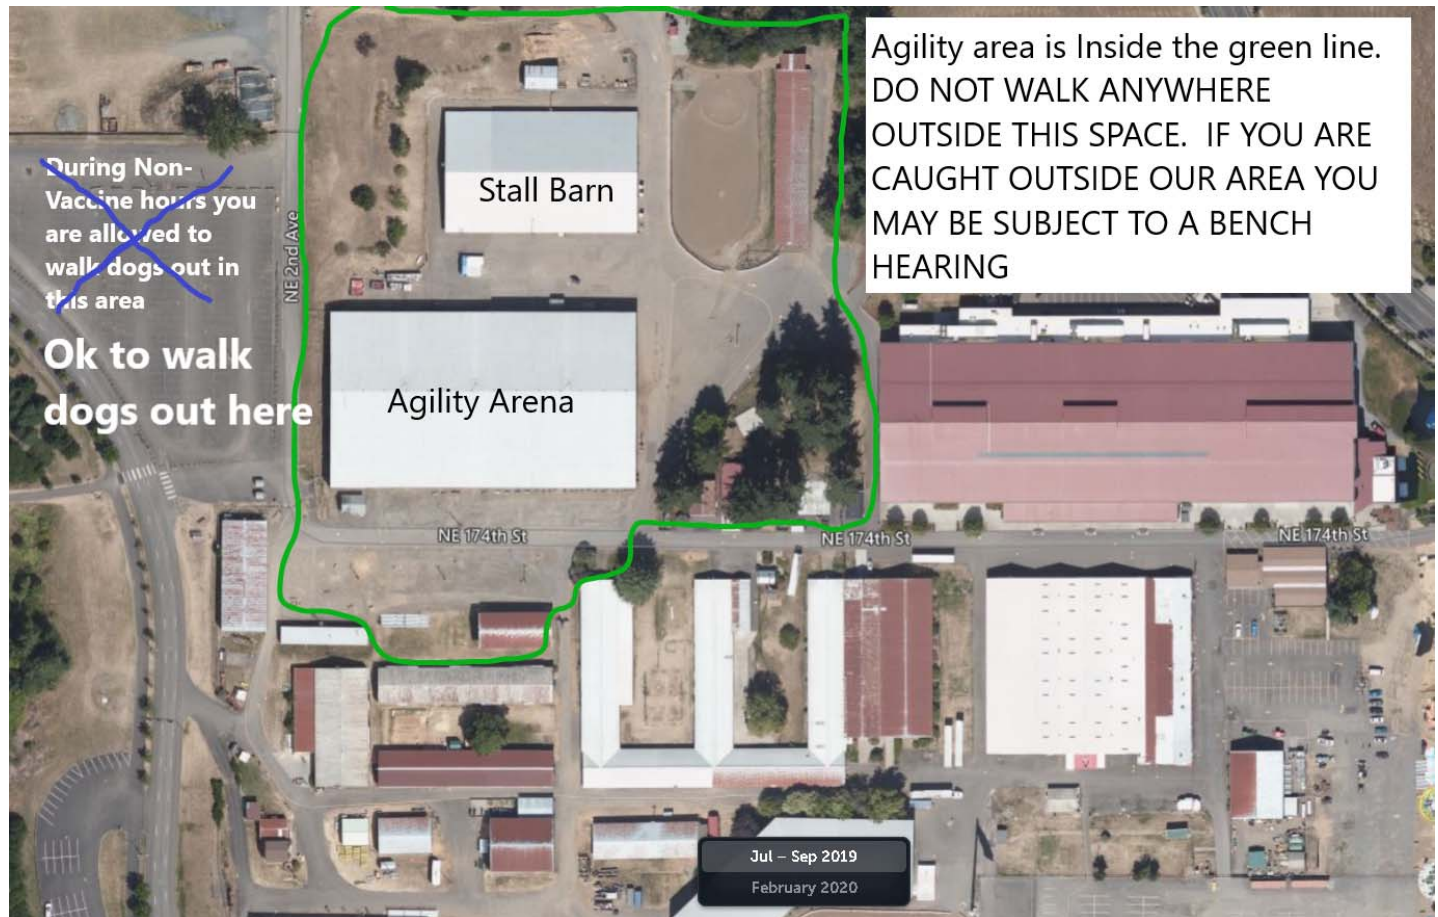 Agility area is Inside the green line.
DO NOT WALK ANYWHERE
OUTSIDE THIS SPACE.  IF YOU ARE
CAUGHT OUTSIDE OUR AREA YOU
MAY BE SUBJECT TO A BENCH
HEARING
During Non-
Vaccine hours you
are allowed to
walk dogs out in
this area
Ok to walk
dogs out here
NE 2nd Ave
Stall Barn
Agility Arena
NE 174th St
NE 174th St
NE 174th St
Jul – Sep 2019
February 2020